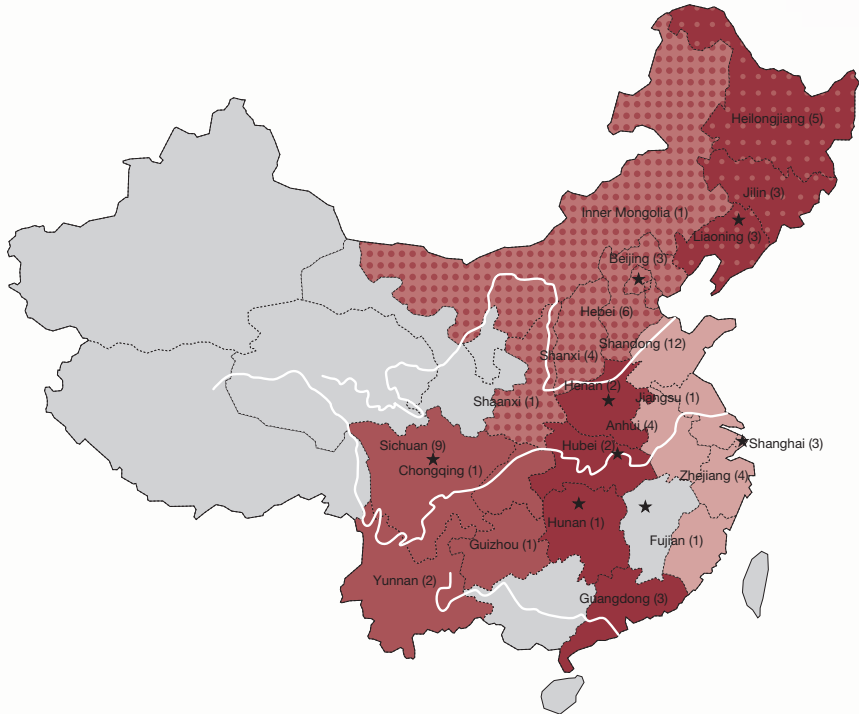 Heilongjiang (5)
Jilin (3)
Inner Mongolia (1)
Liaoning (3)
Beijing (3)
Hebei (6)
Shandong (12)
Shanxi (4)
Henan (2)
Shaanxi (1)
Jiangsu (1)
Anhui (4)
Sichuan (9)
Hubei (2)
Shanghai (3)
Chongqing (1)
Zhejiang (4)
Hunan (1)
Fujian (1)
Guizhou (1)
Yunnan (2)
Guangdong (3)